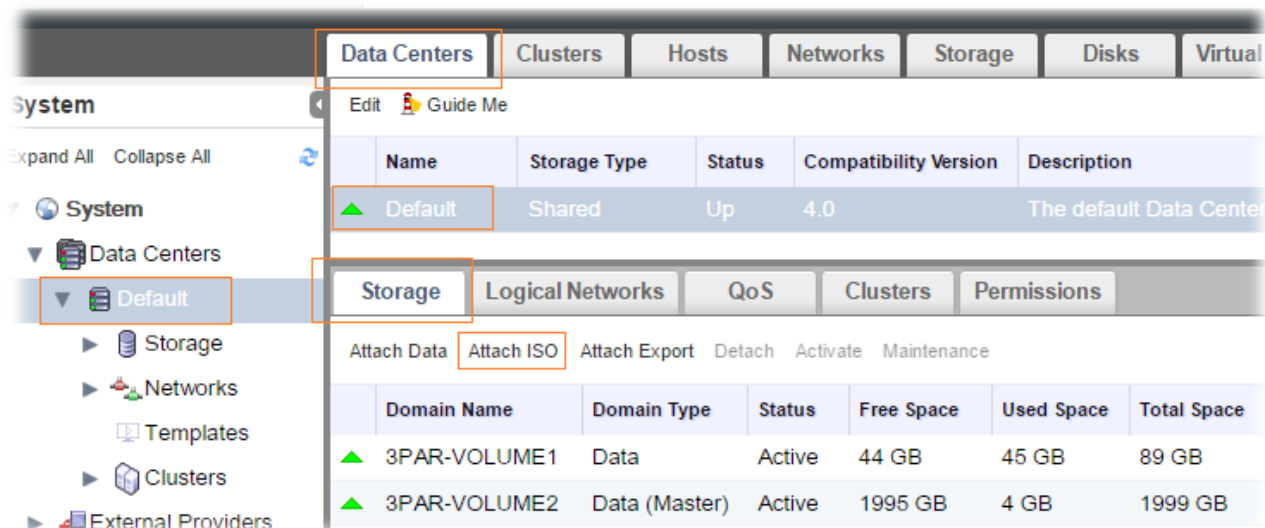 Data Centers Clusters Hosts Networks Storage Disks Virtual
System
Edit Guide Me
Expand All Collapse All
Name Storage Type Status Compatibility Version Description
System
Default Shared Up 4.0 The default Data Center
Data Centers
Default
Storage Logical Networks QoS Clusters Permissions
Storage
Attach Data Attach ISO Attach Export Detach Activate Maintenance
Networks
Domain Name Domain Type Status Free Space Used Space Total Space
Templates
3PAR-VOLUME1 Data Active 44 GB 45 GB 89 GB
Clusters
3PAR-VOLUME2 Data (Master) Active 1995 GB 4 GB 1999 GB
External Providers